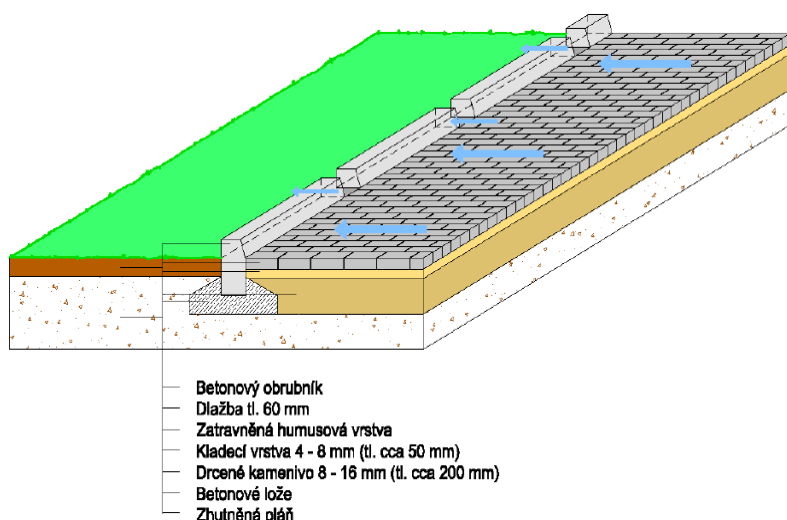 Betonový obrubník
Dlažba tl. 60 mm
Zatravněná humusová vrstva
Kladecí vrstva 4 - 8 mm (tl. cca 50 mm)
Drcené kamenivo 8 - 16 mm (tl. cca 200 mm)
Betonové lože
Zhutněná pláň